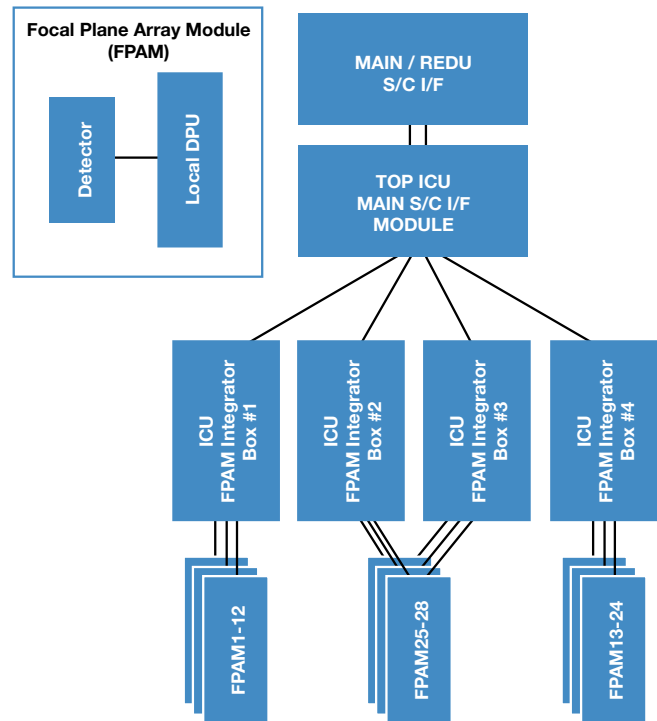 Focal Plane Array Module
(FPAM)
Detector
Local DPU
MAIN / REDU
S/C I/F
TOP ICU
MAIN S/C I/F
MODULE
ICU
FPAM Integrator
Box #1
ICU
FPAM Integrator
Box #2
ICU
FPAM Integrator
Box #3
ICU
FPAM Integrator
Box #4
FPAM1-12
FPAM25-28
FPAM13-24